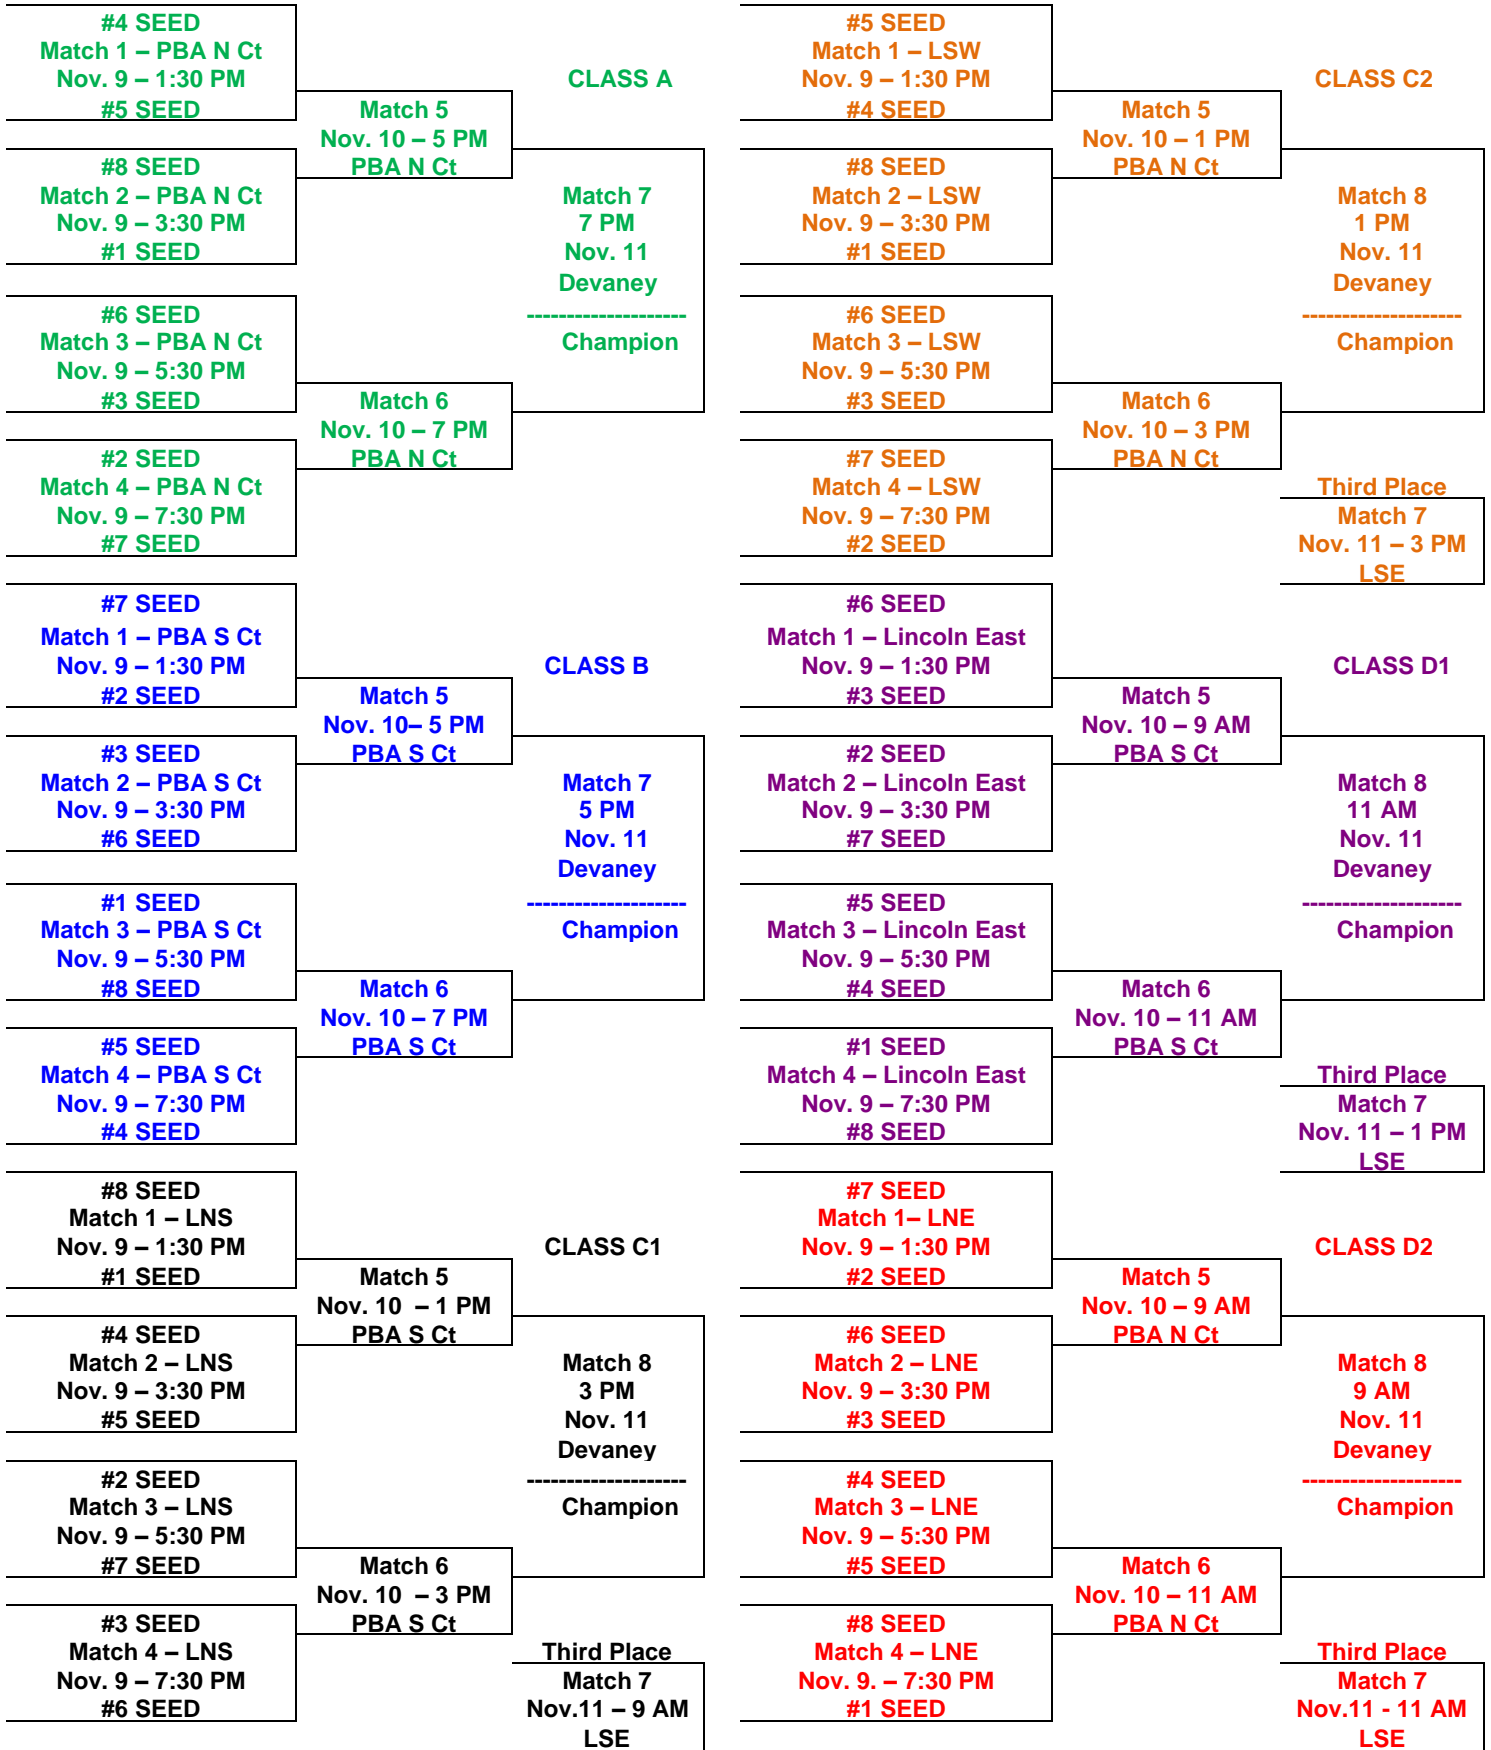 #4 SEED
Match 1 – PBA N Ct
Nov. 9 – 1:30 PM
#5 SEED
#8 SEED
Match 2 – PBA N Ct
Nov. 9 – 3:30 PM
#1 SEED
#6 SEED
Match 3 – PBA N Ct
Nov. 9 – 5:30 PM
#3 SEED
#2 SEED
Match 4 – PBA N Ct
Nov. 9 – 7:30 PM
#7 SEED
Match 5
Nov. 10 – 5 PM
PBA N Ct
Match 6
Nov. 10 – 7 PM
PBA N Ct
CLASS A
Match 7
7 PM
Nov. 11
Devaney
--------------------
Champion
#7 SEED
Match 1 – PBA S Ct
Nov. 9 – 1:30 PM
#2 SEED
#3 SEED
Match 2 – PBA S Ct
Nov. 9 – 3:30 PM
#6 SEED
#1 SEED
Match 3 – PBA S Ct
Nov. 9 – 5:30 PM
#8 SEED
#5 SEED
Match 4 – PBA S Ct
Nov. 9 – 7:30 PM
#4 SEED
Match 5
Nov. 10– 5 PM
PBA S Ct
Match 6
Nov. 10 – 7 PM
PBA S Ct
CLASS B
Match 7
5 PM
Nov. 11
Devaney
--------------------
Champion
#8 SEED
Match 1 – LNS
Nov. 9 – 1:30 PM
#1 SEED
#4 SEED
Match 2 – LNS
Nov. 9 – 3:30 PM
#5 SEED
#2 SEED
Match 3 – LNS
Nov. 9 – 5:30 PM
#7 SEED
#3 SEED
Match 4 – LNS
Nov. 9 – 7:30 PM
#6 SEED
Match 5
Nov. 10 – 1 PM
PBA S Ct
Match 6
Nov. 10 – 3 PM
PBA S Ct
CLASS C1
Match 8
3 PM
Nov. 11
Devaney
--------------------
Champion
Third Place
Match 7
Nov.11 – 9 AM
LSE
#5 SEED
Match 1 – LSW
Nov. 9 – 1:30 PM
#4 SEED
#8 SEED
Match 2 – LSW
Nov. 9 – 3:30 PM
#1 SEED
#6 SEED
Match 3 – LSW
Nov. 9 – 5:30 PM
#3 SEED
#7 SEED
Match 4 – LSW
Nov. 9 – 7:30 PM
#2 SEED
Match 5
Nov. 10 – 1 PM
PBA N Ct
Match 6
Nov. 10 – 3 PM
PBA N Ct
CLASS C2
Match 8
1 PM
Nov. 11
Devaney
--------------------
Champion
Third Place
Match 7
Nov. 11 – 3 PM
LSE
#6 SEED
Match 1 – Lincoln East
Nov. 9 – 1:30 PM
#3 SEED
#2 SEED
Match 2 – Lincoln East
Nov. 9 – 3:30 PM
#7 SEED
#5 SEED
Match 3 – Lincoln East
Nov. 9 – 5:30 PM
#4 SEED
#1 SEED
Match 4 – Lincoln East
Nov. 9 – 7:30 PM
#8 SEED
Match 5
Nov. 10 – 9 AM
PBA S Ct
Match 6
Nov. 10 – 11 AM
PBA S Ct
CLASS D1
Match 8
11 AM
Nov. 11
Devaney
--------------------
Champion
Third Place
Match 7
Nov. 11 – 1 PM
LSE
#7 SEED
Match 1– LNE
Nov. 9 – 1:30 PM
#2 SEED
#6 SEED
Match 2 – LNE
Nov. 9 – 3:30 PM
#3 SEED
#4 SEED
Match 3 – LNE
Nov. 9 – 5:30 PM
#5 SEED
#8 SEED
Match 4 – LNE
Nov. 9. – 7:30 PM
#1 SEED
Match 5
Nov. 10 – 9 AM
PBA N Ct
Match 6
Nov. 10 – 11 AM
PBA N Ct
CLASS D2
Match 8
9 AM
Nov. 11
Devaney
--------------------
Champion
Third Place
Match 7
Nov.11 - 11 AM
LSE